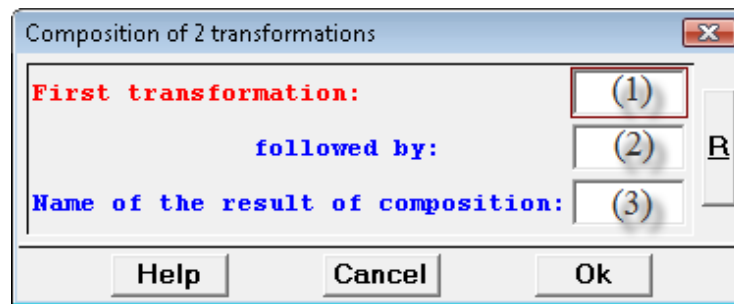 Composition of 2 transformations
First transformation: (1)
followed by: (2)
R
Name of the result of composition: (3)
Help Cancel Ok